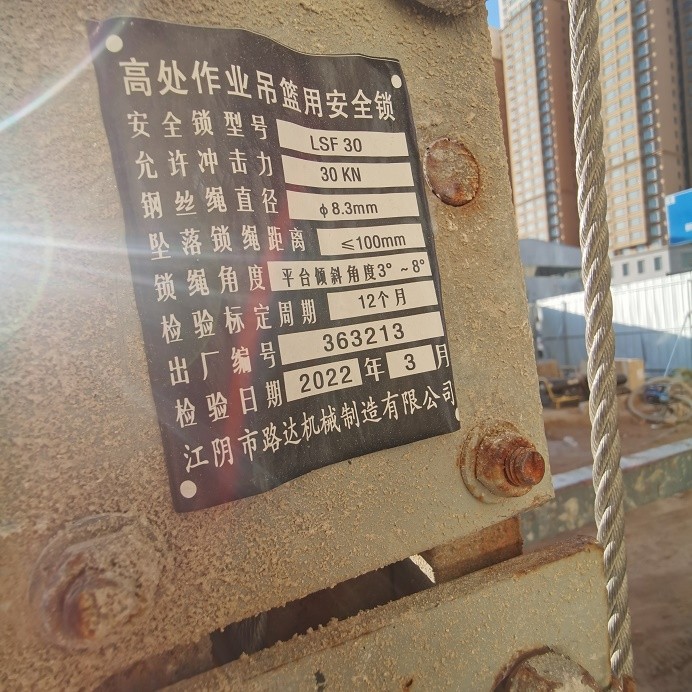 高处作业吊篮用安全锁
安全锁型号 LSF 30
允许冲击力 30 KN
钢丝绳直径 φ8.3mm
坠落锁绳距离 ≤100mm
锁绳角度 平台倾斜角度3°～8°
检验标定周期 12个月
出厂编号 363213
检验日期 2022 年 3 月
江阴市路达机械制造有限公司